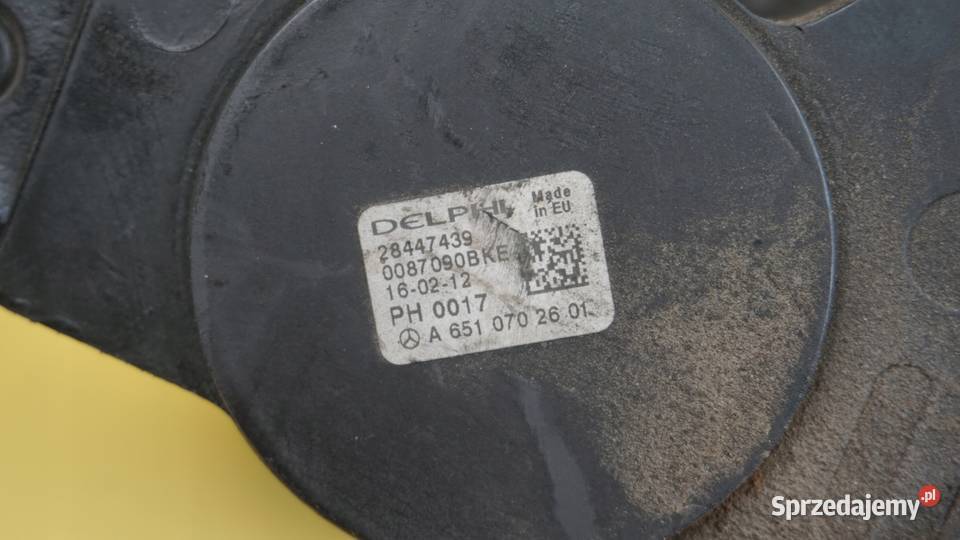 DELPHI
Made
in EU
28447439
0087090BKE
16-02-12
PH 0017
A 651 070 26 01
Sprzedajemy.pl